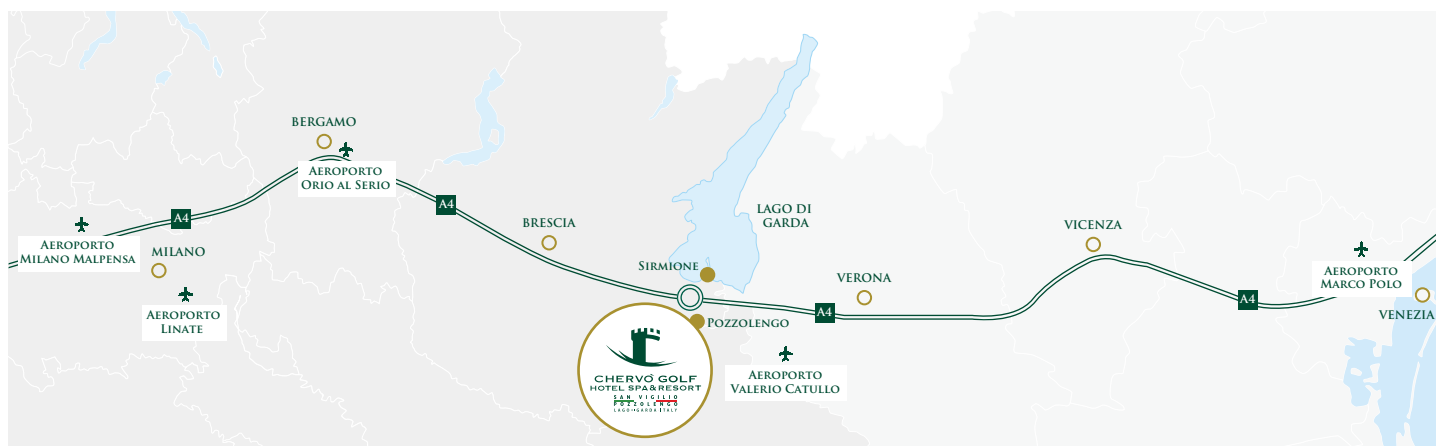 BERGAMO
AEROPORTO
ORIO AL SERIO
A4
A4
AEROPORTO
MILANO MALPENSA
MILANO
AEROPORTO
LINATE
BRESCIA
LAGO DI
GARDA
SIRMIONE
POZZOLENGO
CHERVÒ GOLF
HOTEL SPA&RESORT
SAN VIGILIO
POZZOLENGO
LAGO DI GARDA ITALY
VERONA
A4
AEROPORTO
VALERIO CATULLO
VICENZA
A4
AEROPORTO
MARCO POLO
VENEZIA